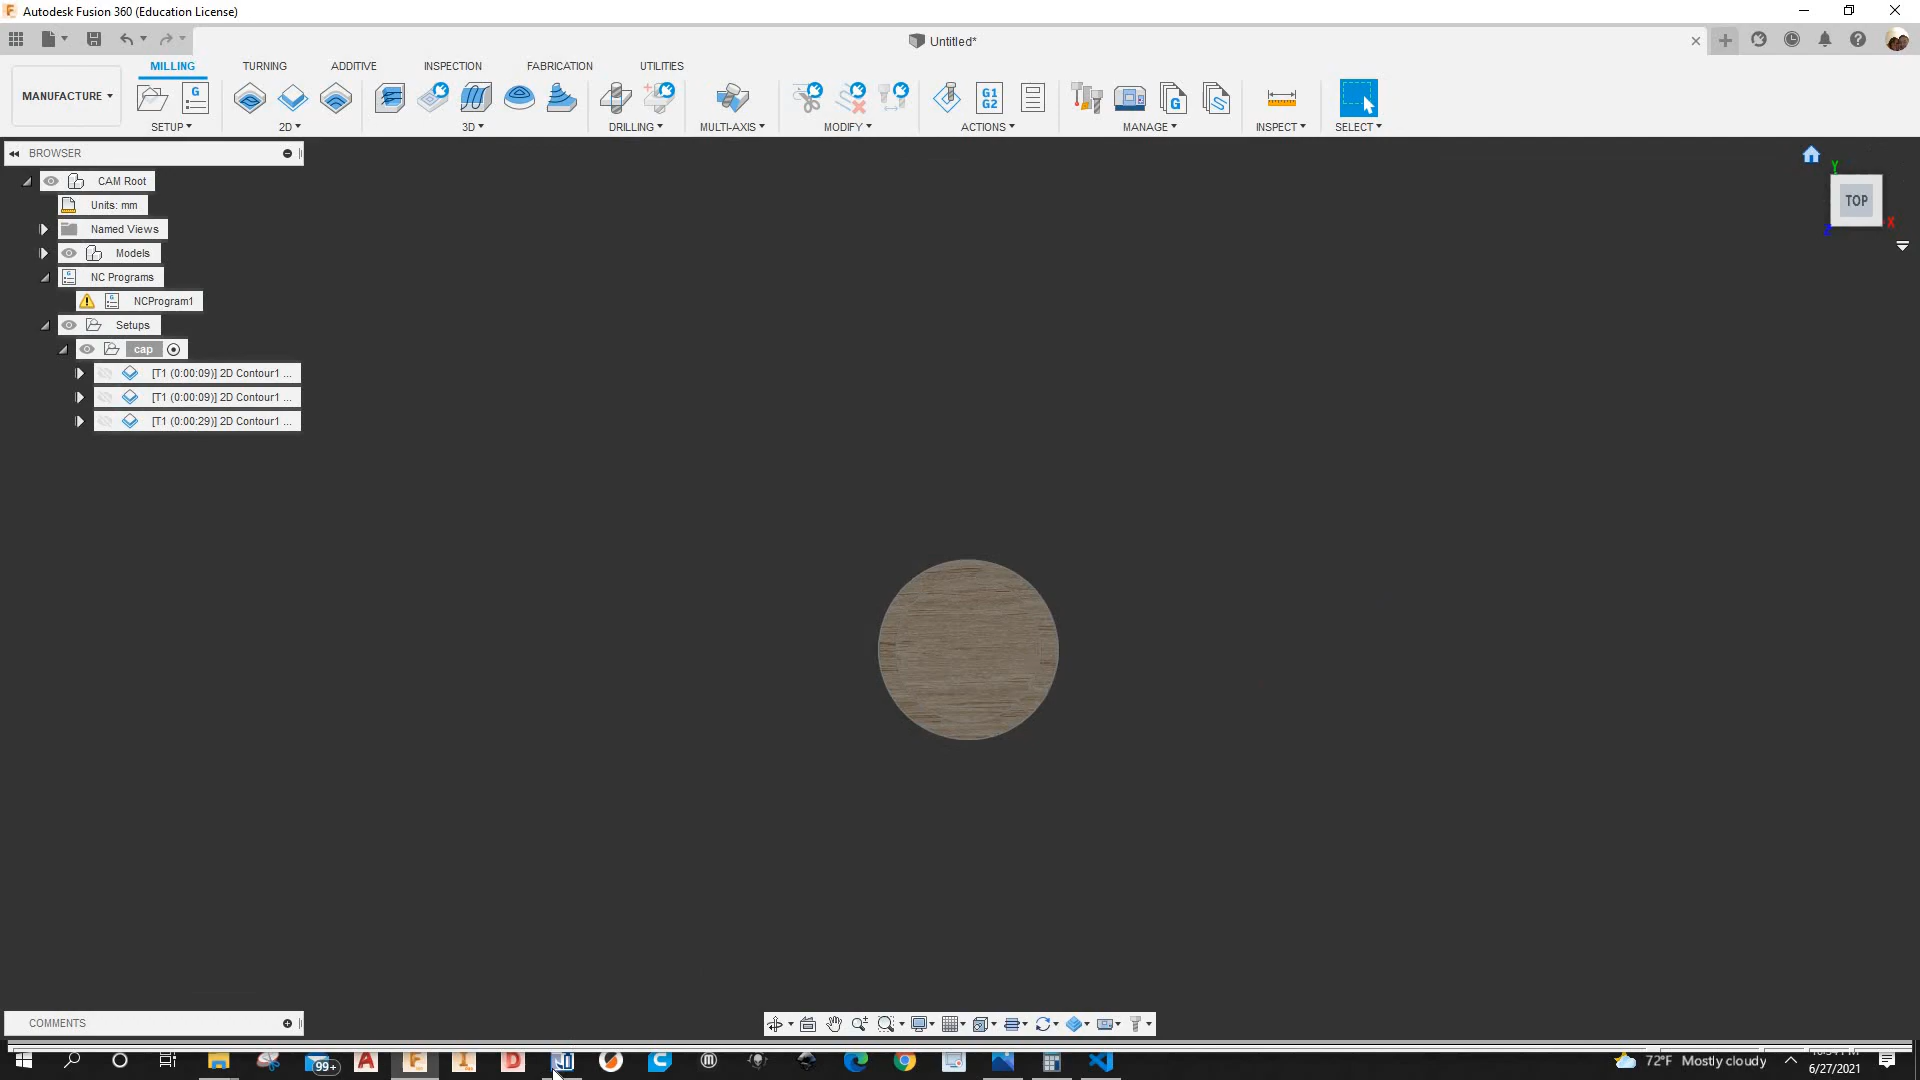 Autodesk Fusion 360 (Education License)
Untitled*
MILLING TURNING ADDITIVE INSPECTION FABRICATION UTILITIES
MANUFACTURE
G
G1
G2
G
SETUP 2D 3D DRILLING MULTI-AXIS MODIFY ACTIONS MANAGE INSPECT SELECT
BROWSER
CAM Root
Units: mm
Named Views
Models
NC Programs
NCProgram1
Setups
cap
[T1 (0:00:09)] 2D Contour1 ...
[T1 (0:00:09)] 2D Contour1 ...
[T1 (0:00:29)] 2D Contour1 ...
Y
TOP
X
Z
COMMENTS
99+
72°F Mostly cloudy
6/27/2021